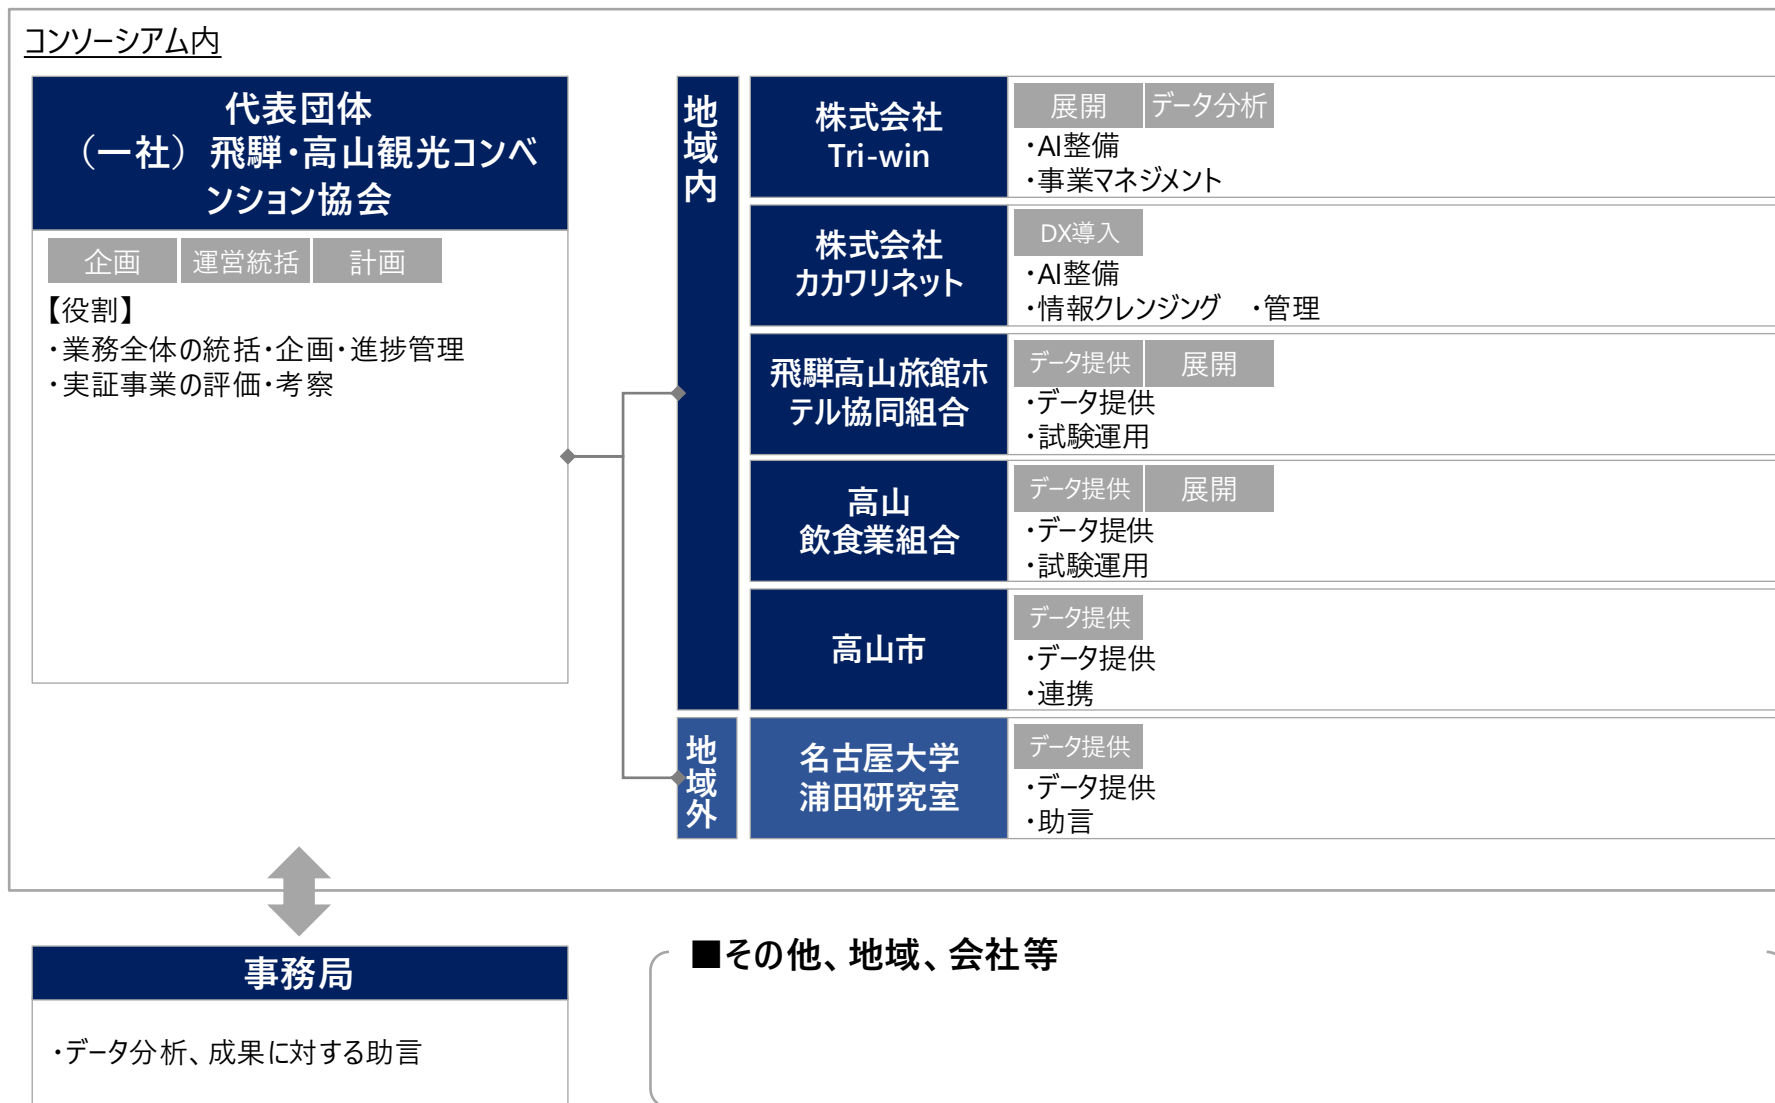 コンソーシアム内
代表団体
（一社）飛騨・高山観光コンベ
ンション協会
企画 運営統括 計画
【役割】
・業務全体の統括・企画・進捗管理
・実証事業の評価・考察
地域内
株式会社
Tri-win
展開 データ分析
・AI整備
・事業マネジメント
株式会社
カカワリネット
DX導入
・AI整備
・情報クレンジング ・管理
飛騨高山旅館ホ
テル協同組合
データ提供 展開
・データ提供
・試験運用
高山
飲食業組合
データ提供 展開
・データ提供
・試験運用
高山市
データ提供
・データ提供
・連携
地域外
名古屋大学
浦田研究室
データ提供
・データ提供
・助言
事務局
・データ分析、成果に対する助言
■その他、地域、会社等